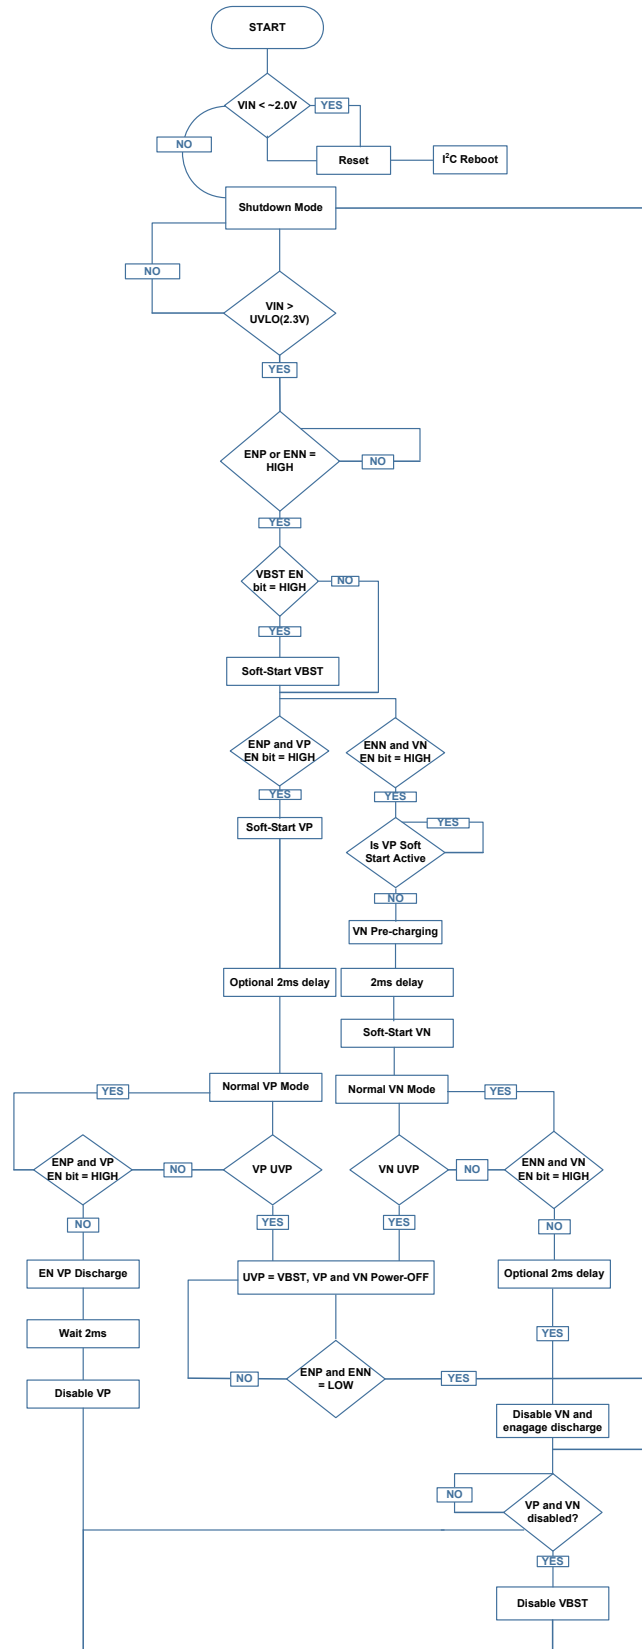 START
VIN < ~2.0V
YES
NO
Reset
I²C Reboot
Shutdown Mode
NO
VIN >
UVLO(2.3V)
YES
ENP or ENN =
HIGH
NO
YES
VBST EN
bit = HIGH
NO
YES
Soft-Start VBST
ENP and VP
EN bit = HIGH
ENN and VN
EN bit = HIGH
YES
YES
Soft-Start VP
YES
Is VP Soft
Start Active
NO
VN Pre-charging
Optional 2ms delay
2ms delay
Soft-Start VN
Normal VP Mode
Normal VN Mode
YES
YES
ENP and VP
EN bit = HIGH
NO
VP UVP
VN UVP
NO
ENN and VN
EN bit = HIGH
NO
YES
YES
NO
EN VP Discharge
UVP = VBST, VP and VN Power-OFF
Optional 2ms delay
Wait 2ms
YES
Disable VP
NO
ENP and ENN
= LOW
YES
Disable VN and
enagage discharge
NO
VP and VN
disabled?
YES
Disable VBST